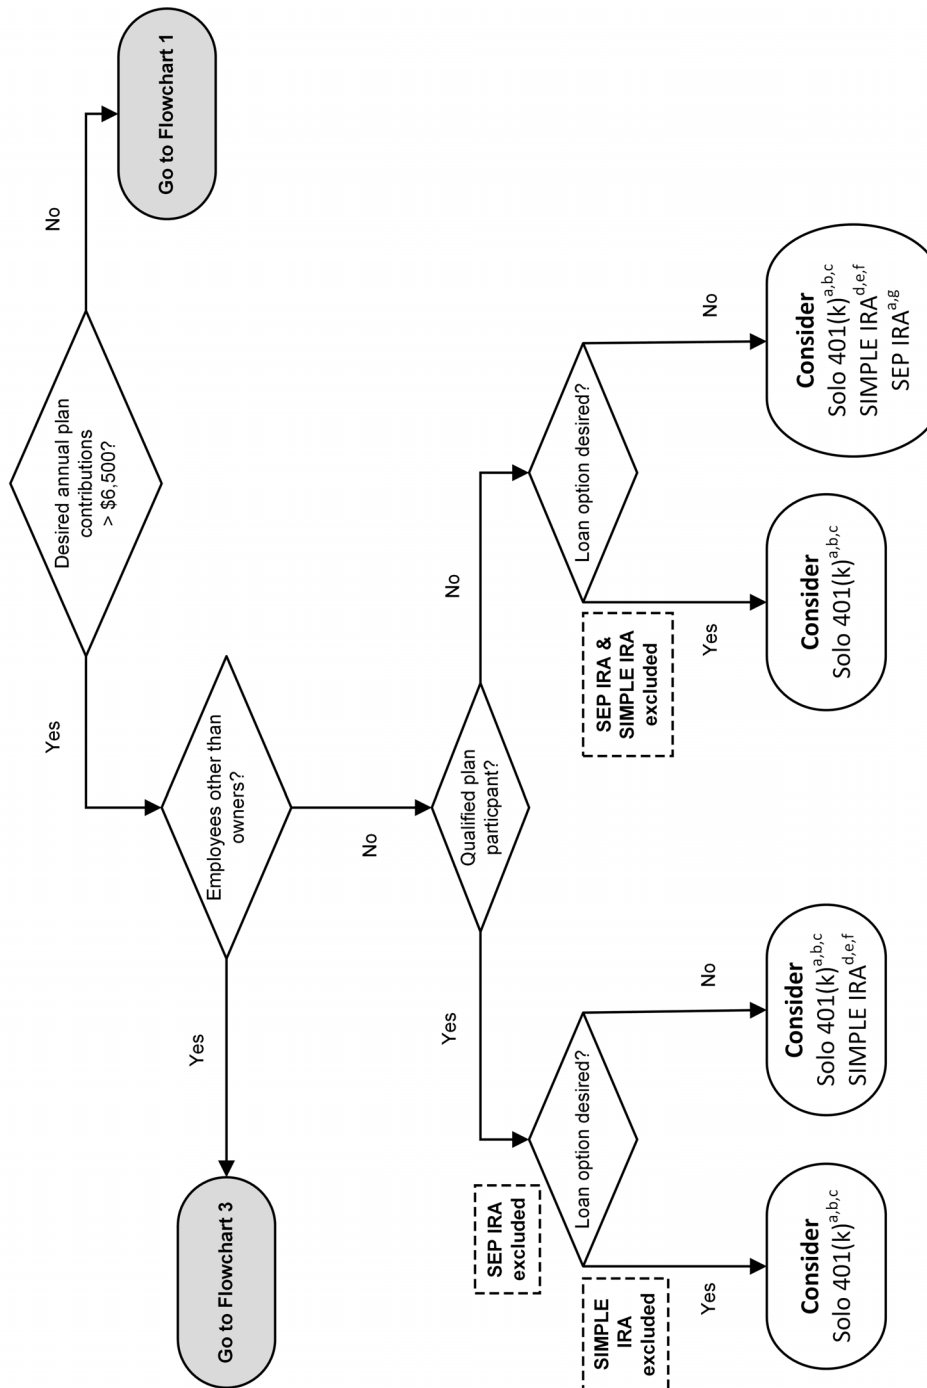 Desired annual plan
contributions
> $6,500?
No
Go to Flowchart 1
Yes
Employees other than
owners?
Yes
Go to Flowchart 3
No
Qualified plan
particpant?
Yes
No
SEP IRA
excluded
Loan option desired?
SIMPLE
IRA
excluded
Yes
No
Consider
Solo 401(k)a,b,c
Consider
Solo 401(k)a,b,c
SIMPLE IRAd,e,f
Loan option desired?
SEP IRA &
SIMPLE IRA
excluded
Yes
No
Consider
Solo 401(k)a,b,c
Consider
Solo 401(k)a,b,c
SIMPLE IRAd,e,f
SEP IRAa,g